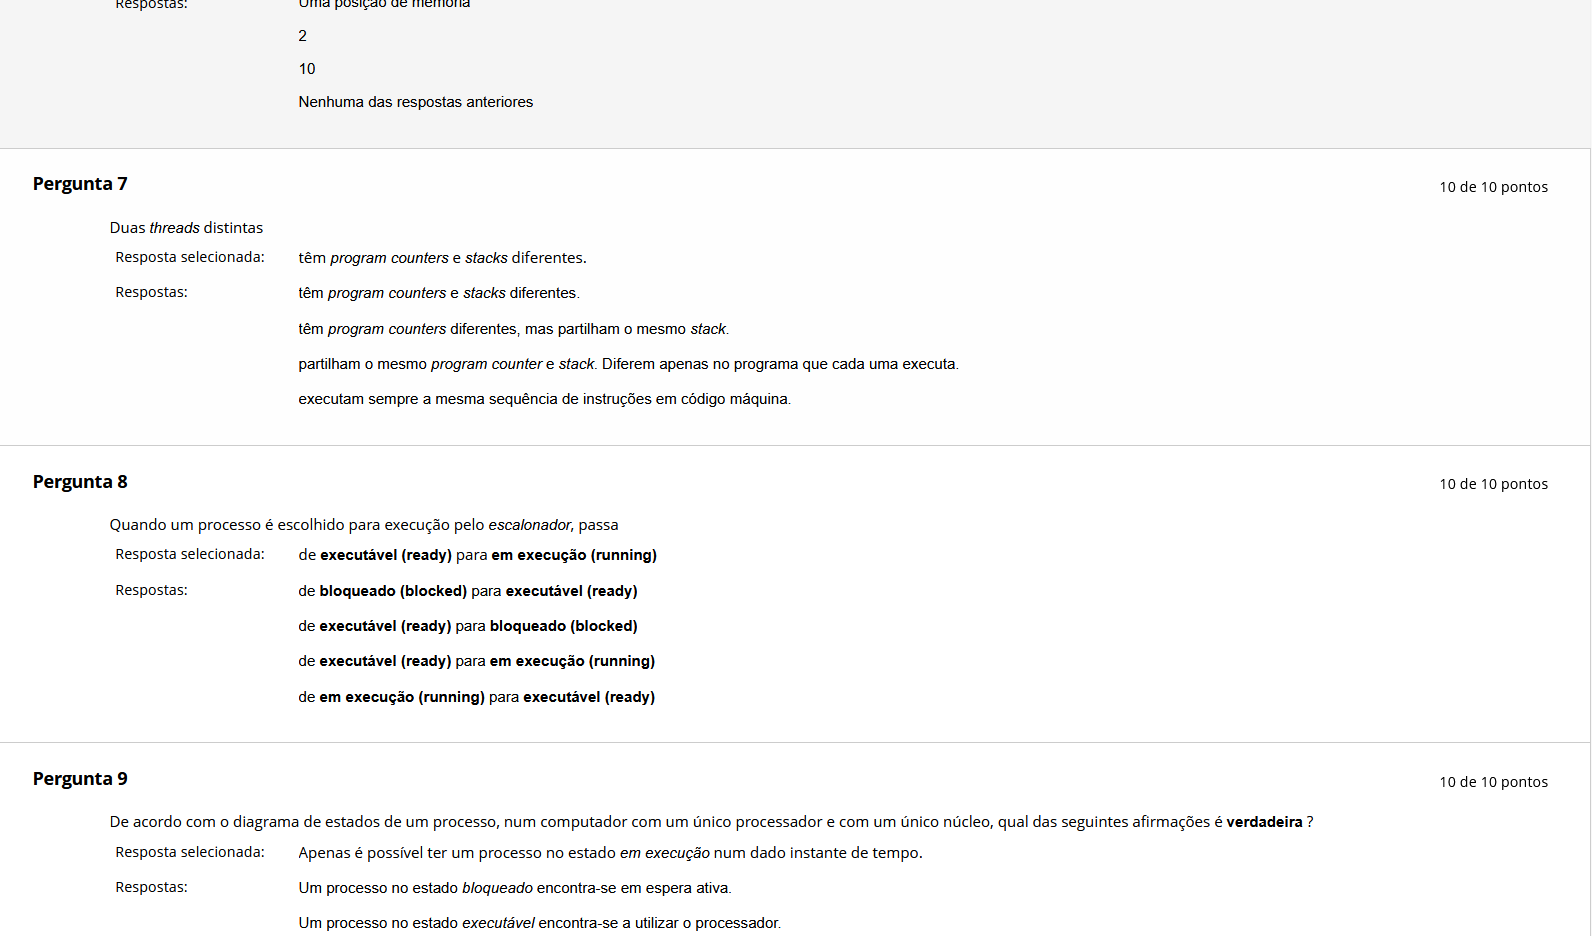 Respostas: Uma posição de memória
2
10
Nenhuma das respostas anteriores
Pergunta 7 10 de 10 pontos
Duas threads distintas
Resposta selecionada: têm program counters e stacks diferentes.
Respostas: têm program counters e stacks diferentes.
têm program counters diferentes, mas partilham o mesmo stack.
partilham o mesmo program counter e stack. Diferem apenas no programa que cada uma executa.
executam sempre a mesma sequência de instruções em código máquina.
Pergunta 8 10 de 10 pontos
Quando um processo é escolhido para execução pelo escalonador, passa
Resposta selecionada: de executável (ready) para em execução (running)
Respostas: de bloqueado (blocked) para executável (ready)
de executável (ready) para bloqueado (blocked)
de executável (ready) para em execução (running)
de em execução (running) para executável (ready)
Pergunta 9 10 de 10 pontos
De acordo com o diagrama de estados de um processo, num computador com um único processador e com um único núcleo, qual das seguintes afirmações é verdadeira ?
Resposta selecionada: Apenas é possível ter um processo no estado em execução num dado instante de tempo.
Respostas: Um processo no estado bloqueado encontra-se em espera ativa.
Um processo no estado executável encontra-se a utilizar o processador.